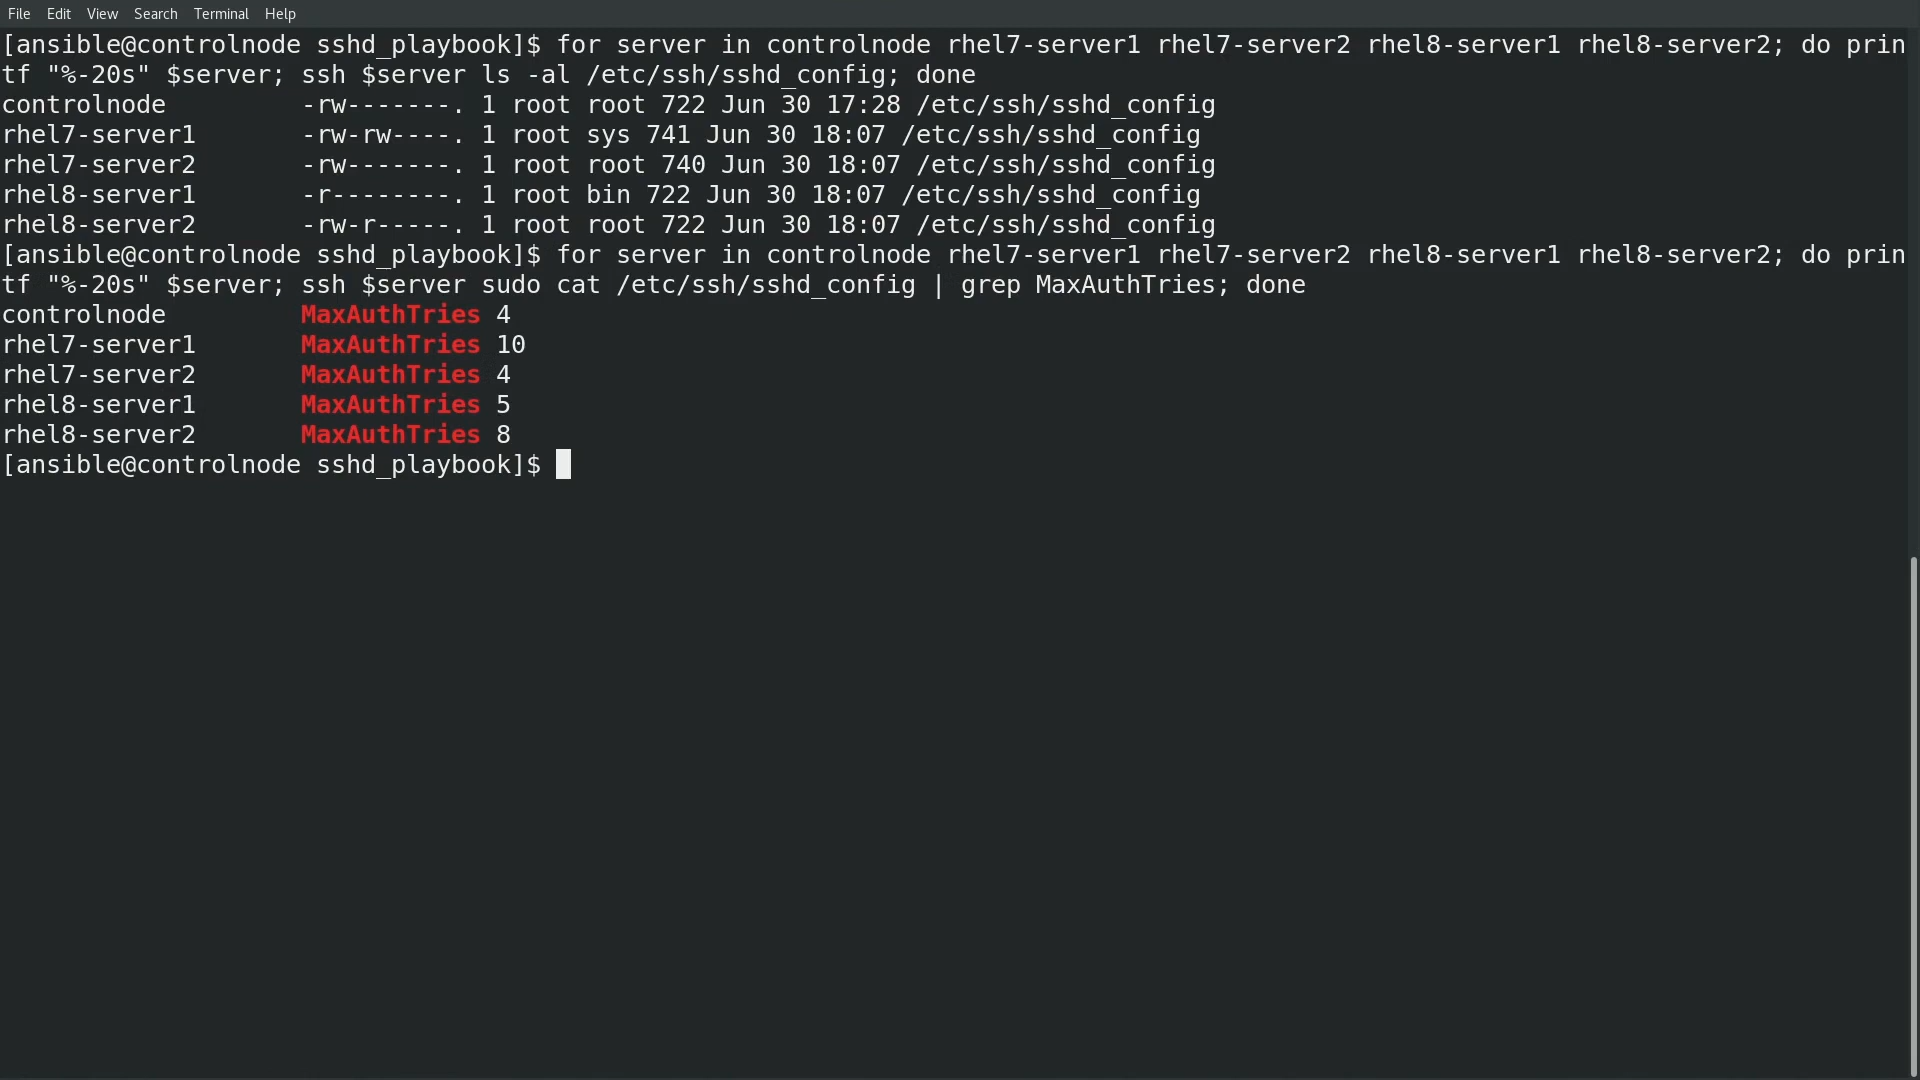 File Edit View Search Terminal Help
[ansible@controlnode sshd_playbook]$ for server in controlnode rhel7-server1 rhel7-server2 rhel8-server1 rhel8-server2; do prin
tf "%-20s" $server; ssh $server ls -al /etc/ssh/sshd_config; done
controlnode         -rw-------. 1 root root 722 Jun 30 17:28 /etc/ssh/sshd_config
rhel7-server1       -rw-rw----. 1 root sys 741 Jun 30 18:07 /etc/ssh/sshd_config
rhel7-server2       -rw-------. 1 root root 740 Jun 30 18:07 /etc/ssh/sshd_config
rhel8-server1       -r--------. 1 root bin 722 Jun 30 18:07 /etc/ssh/sshd_config
rhel8-server2       -rw-r-----. 1 root root 722 Jun 30 18:07 /etc/ssh/sshd_config
[ansible@controlnode sshd_playbook]$ for server in controlnode rhel7-server1 rhel7-server2 rhel8-server1 rhel8-server2; do prin
tf "%-20s" $server; ssh $server sudo cat /etc/ssh/sshd_config | grep MaxAuthTries; done
controlnode         MaxAuthTries 4
rhel7-server1       MaxAuthTries 10
rhel7-server2       MaxAuthTries 4
rhel8-server1       MaxAuthTries 5
rhel8-server2       MaxAuthTries 8
[ansible@controlnode sshd_playbook]$